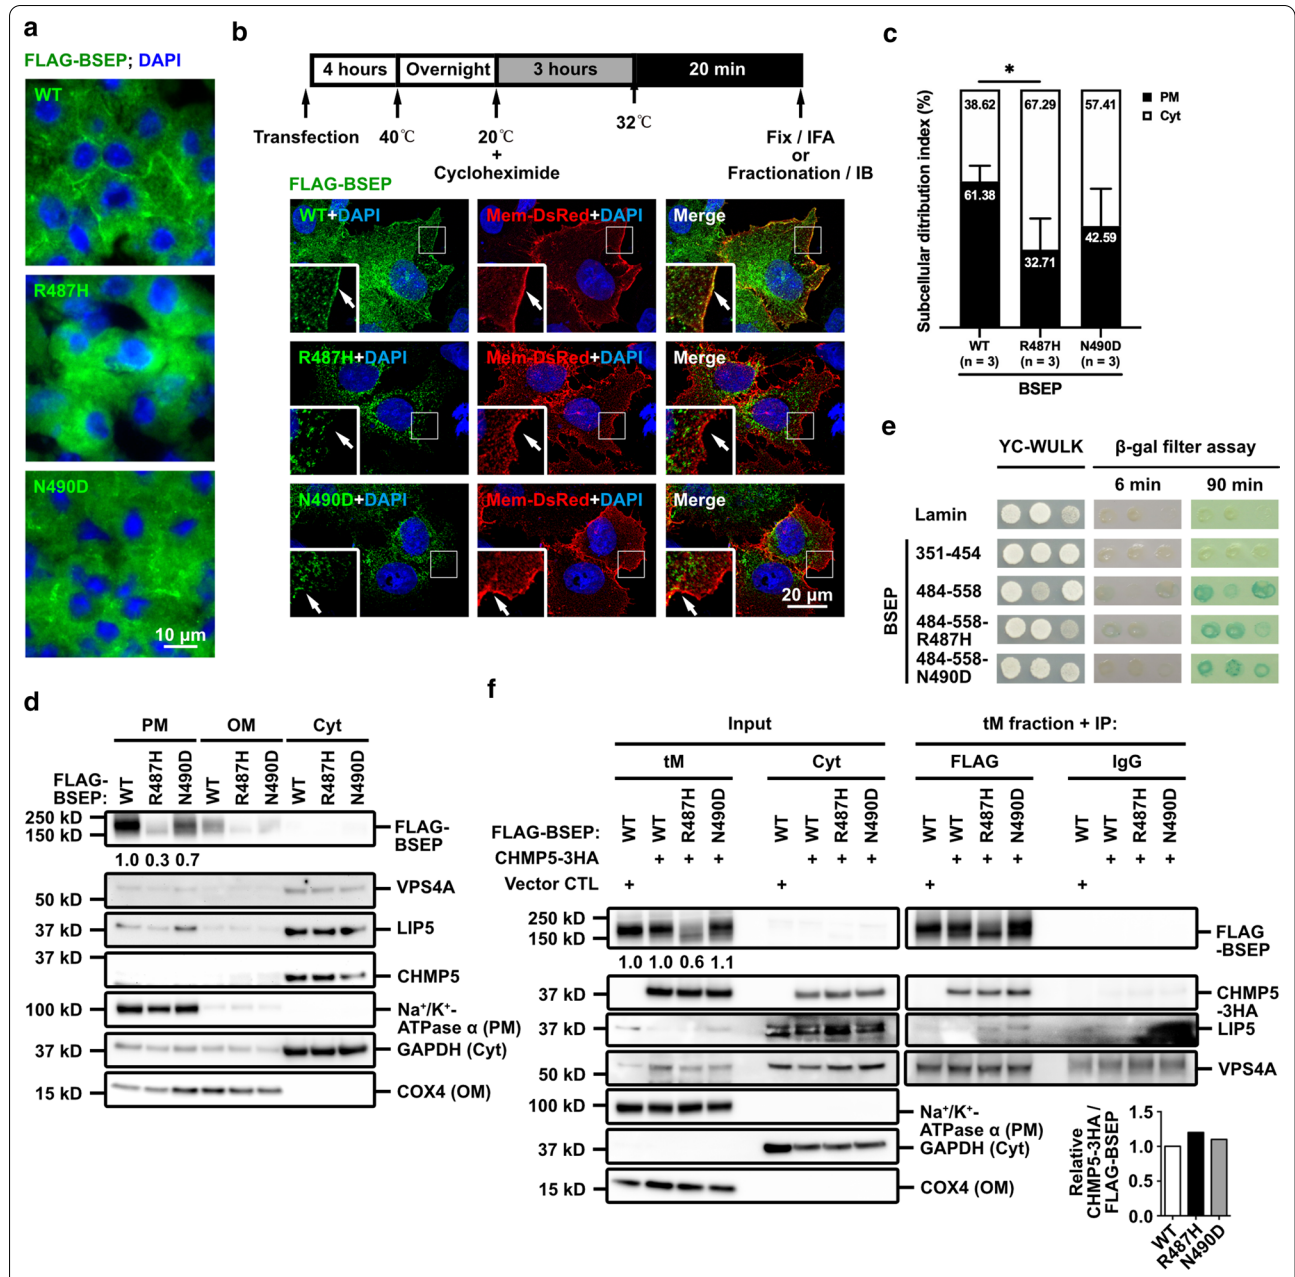 a
FLAG-BSEP; DAPI
WT
R487H
N490D
10 µm
b
4 hours
Overnight
3 hours
20 min
Transfection
40℃
20℃
+
Cycloheximide
32℃
Fix / IFA
or
Fractionation / IB
FLAG-BSEP
WT+DAPI
Mem-DsRed+DAPI
Merge
R487H+DAPI
Mem-DsRed+DAPI
Merge
N490D+DAPI
Mem-DsRed+DAPI
Merge
20 µm
c
Subcellular ditribution index (%)
*
38.62
67.29
57.41
61.38
32.71
42.59
PM
Cyt
WT
(n = 3)
R487H
(n = 3)
N490D
(n = 3)
BSEP
e
YC-WULK
β-gal filter assay
6 min
90 min
Lamin
BSEP
351-454
484-558
484-558-
R487H
484-558-
N490D
d
PM
OM
Cyt
FLAG-
BSEP:
WT
R487H
N490D
WT
R487H
N490D
WT
R487H
N490D
250 kD
150 kD
FLAG-
BSEP
1.0 0.3 0.7
50 kD
VPS4A
37 kD
LIP5
37 kD
CHMP5
100 kD
Na⁺/K⁺-
ATPase α (PM)
37 kD
GAPDH (Cyt)
15 kD
COX4 (OM)
f
Input
tM fraction + IP:
tM
Cyt
FLAG
IgG
FLAG-BSEP:
WT
WT
R487H
N490D
WT
WT
R487H
N490D
WT
WT
R487H
N490D
WT
WT
R487H
N490D
CHMP5-3HA
+ + + + + + + + + + + +
Vector CTL
+ + + +
250 kD
150 kD
FLAG
-BSEP
1.0 1.0 0.6 1.1
37 kD
CHMP5
-3HA
37 kD
LIP5
50 kD
VPS4A
100 kD
Na⁺/K⁺-
ATPase α (PM)
37 kD
GAPDH (Cyt)
15 kD
COX4 (OM)
Relative
CHMP5-3HA /
FLAG-BSEP
1.5
1.0
0.5
0.0
WT
R487H
N490D